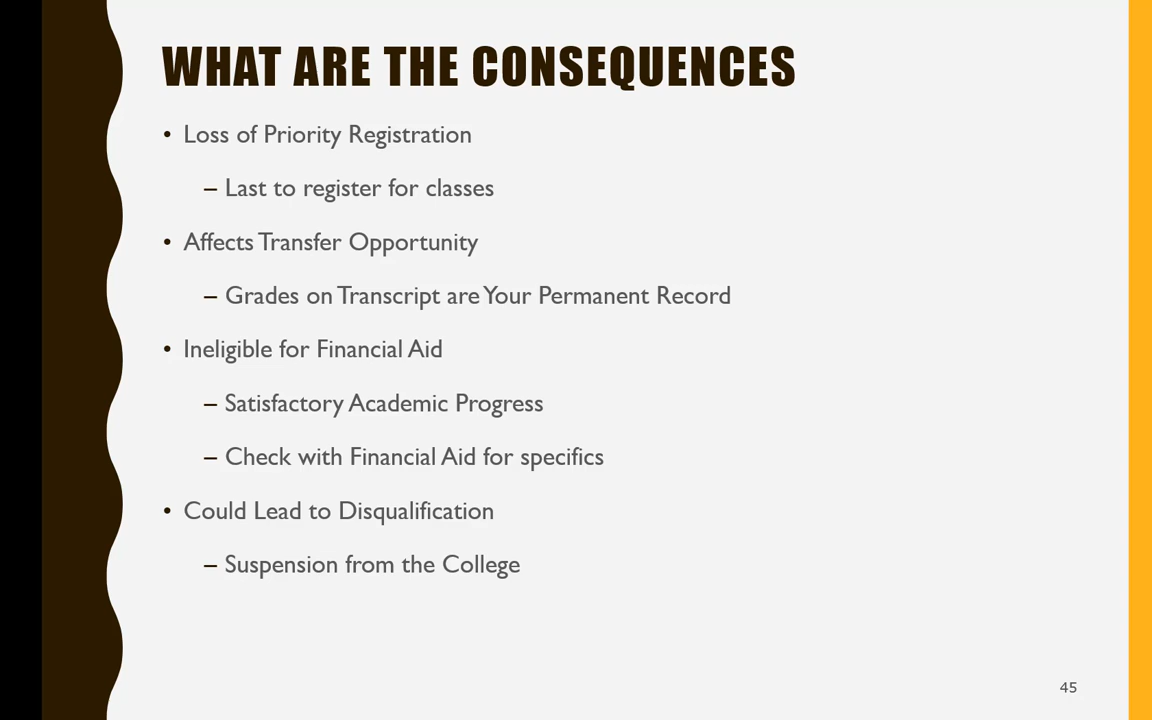 WHAT ARE THE CONSEQUENCES
• Loss of Priority Registration
– Last to register for classes
• Affects Transfer Opportunity
– Grades on Transcript are Your Permanent Record
• Ineligible for Financial Aid
– Satisfactory Academic Progress
– Check with Financial Aid for specifics
• Could Lead to Disqualification
– Suspension from the College
45